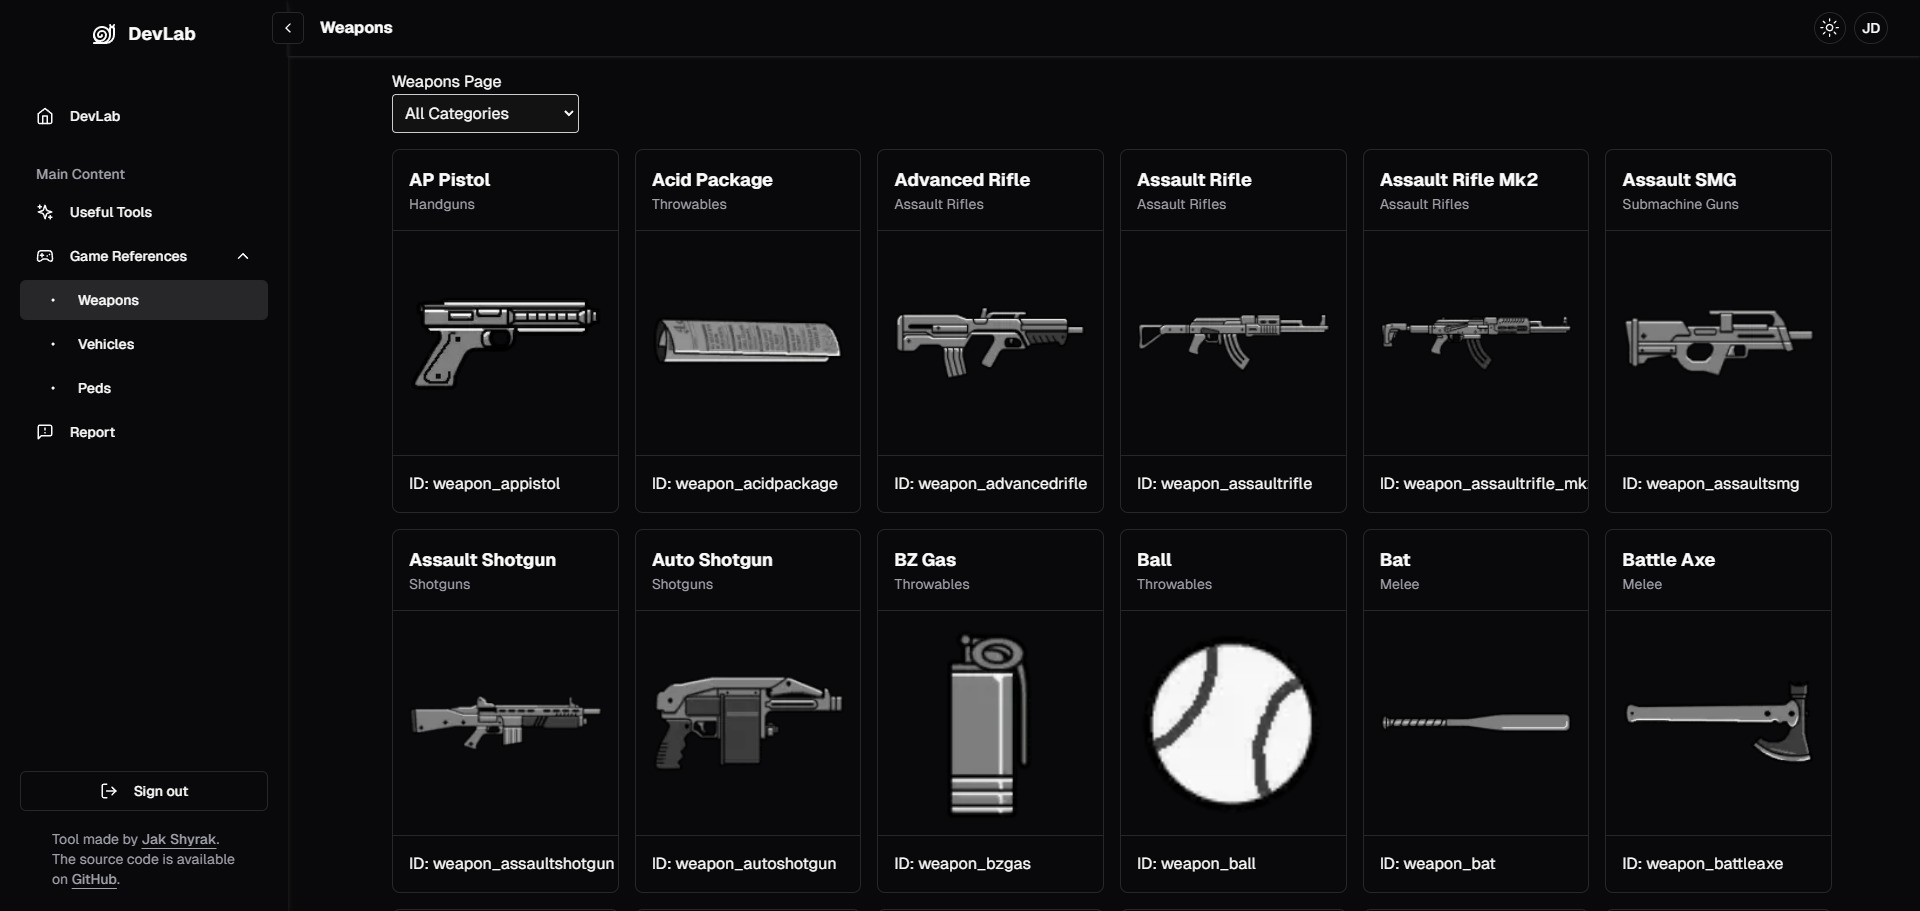 DevLab
Weapons
JD
DevLab
Main Content
Useful Tools
Game References
Weapons
Vehicles
Peds
Report
Sign out
Tool made by Jak Shyrak.
The source code is available
on GitHub.
Weapons Page
All Categories
AP Pistol
Handguns
ID: weapon_appistol
Acid Package
Throwables
ID: weapon_acidpackage
Advanced Rifle
Assault Rifles
ID: weapon_advancedrifle
Assault Rifle
Assault Rifles
ID: weapon_assaultrifle
Assault Rifle Mk2
Assault Rifles
ID: weapon_assaultrifle_mk
Assault SMG
Submachine Guns
ID: weapon_assaultsmg
Assault Shotgun
Shotguns
ID: weapon_assaultshotgun
Auto Shotgun
Shotguns
ID: weapon_autoshotgun
BZ Gas
Throwables
ID: weapon_bzgas
Ball
Throwables
ID: weapon_ball
Bat
Melee
ID: weapon_bat
Battle Axe
Melee
ID: weapon_battleaxe